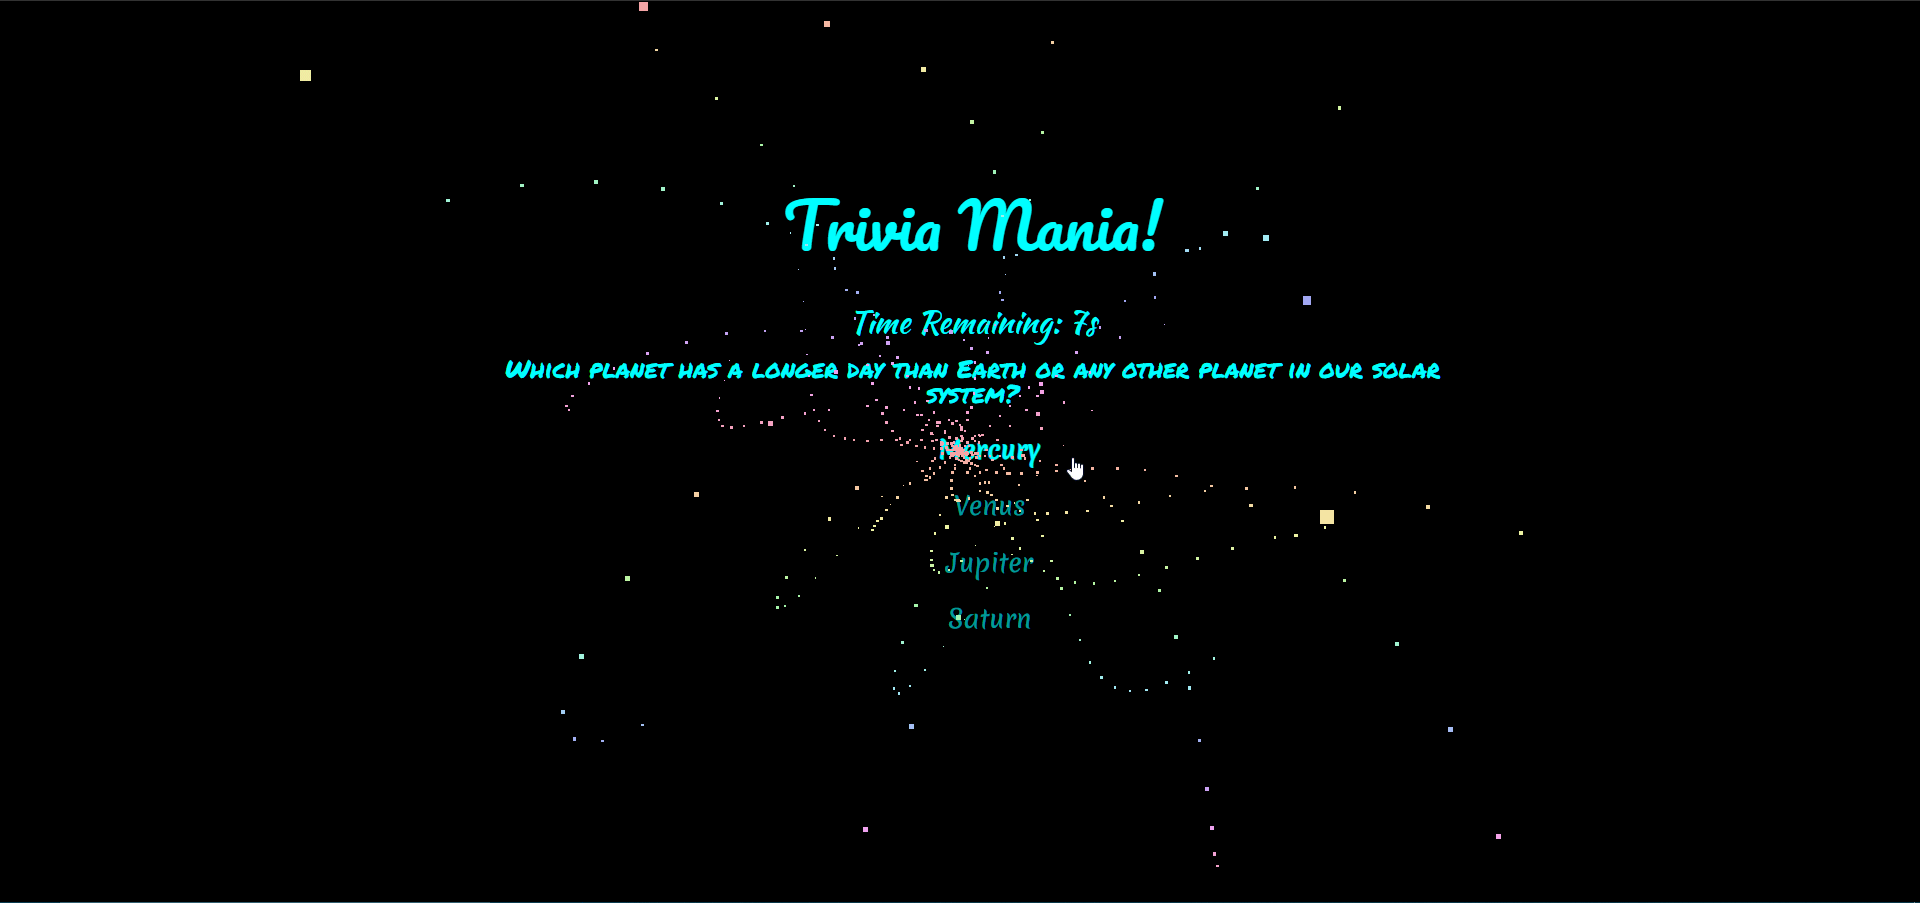 Trivia Mania!
Time Remaining: 7s
Which planet has a longer day than Earth or any other planet in our solar
system?
Mercury
Venus
Jupiter
Saturn